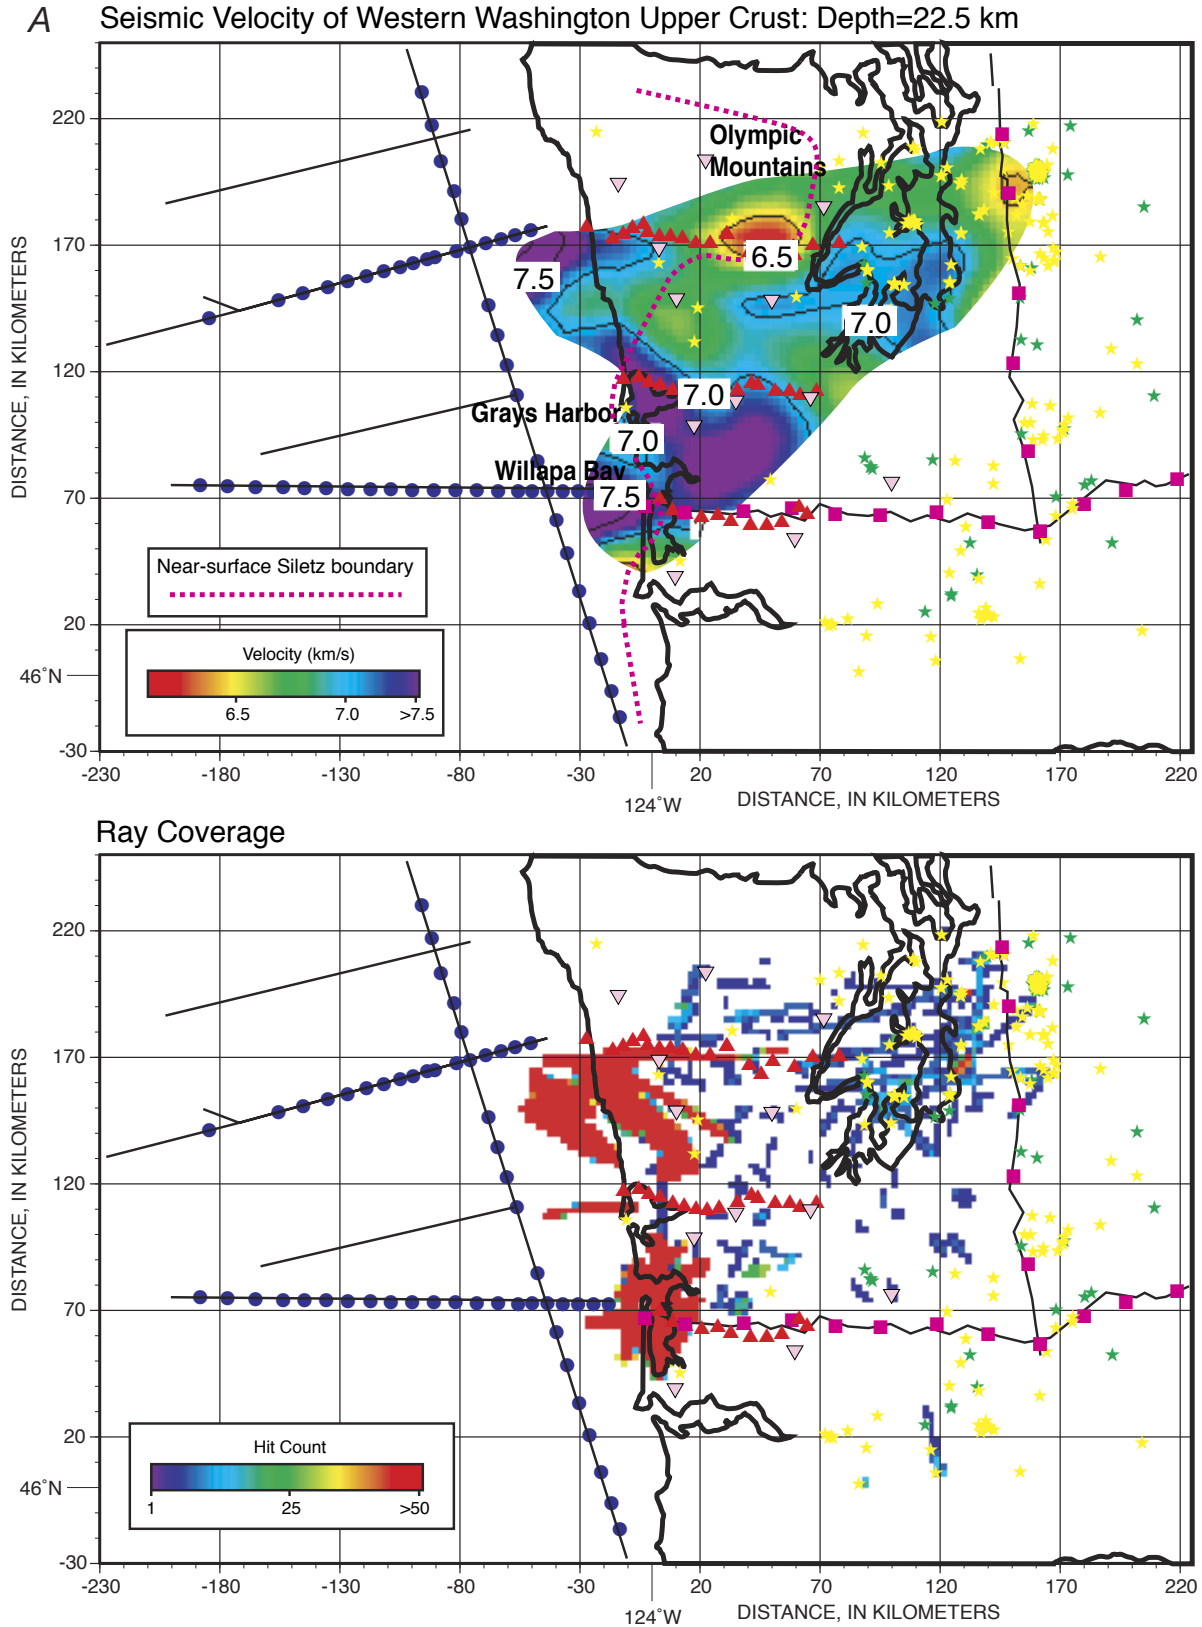 A
Seismic Velocity of Western Washington Upper Crust: Depth=22.5 km
DISTANCE, IN KILOMETERS
220
170
120
70
20
46°N
-30
Olympic
Mountains
6.5
7.5
7.0
7.0
Grays Harbor
7.0
Willapa Bay
7.5
Near-surface Siletz boundary
Velocity (km/s)
6.5 7.0 >7.5
-230 -180 -130 -80 -30 20 70 120 170 220
124°W
DISTANCE, IN KILOMETERS
Ray Coverage
DISTANCE, IN KILOMETERS
220
170
120
70
20
46°N
-30
Hit Count
1 25 >50
-230 -180 -130 -80 -30 20 70 120 170 220
124°W
DISTANCE, IN KILOMETERS